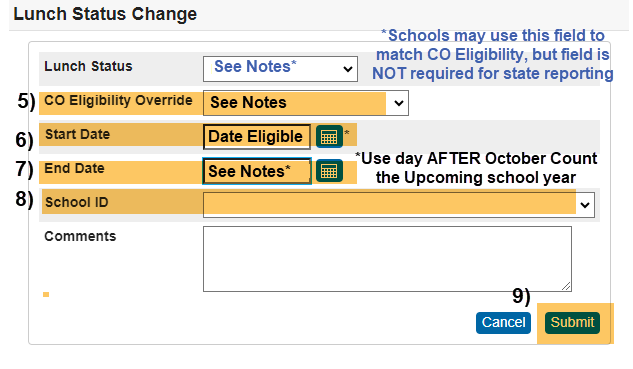 Lunch Status Change
*Schools may use this field to
match CO Eligibility, but field is
NOT required for state reporting
Lunch Status See Notes*
5) CO Eligibility Override See Notes
6) Start Date Date Eligible *
7) End Date See Notes*
*Use day AFTER October Count
the Upcoming school year
8) School ID
Comments
9)
Cancel Submit